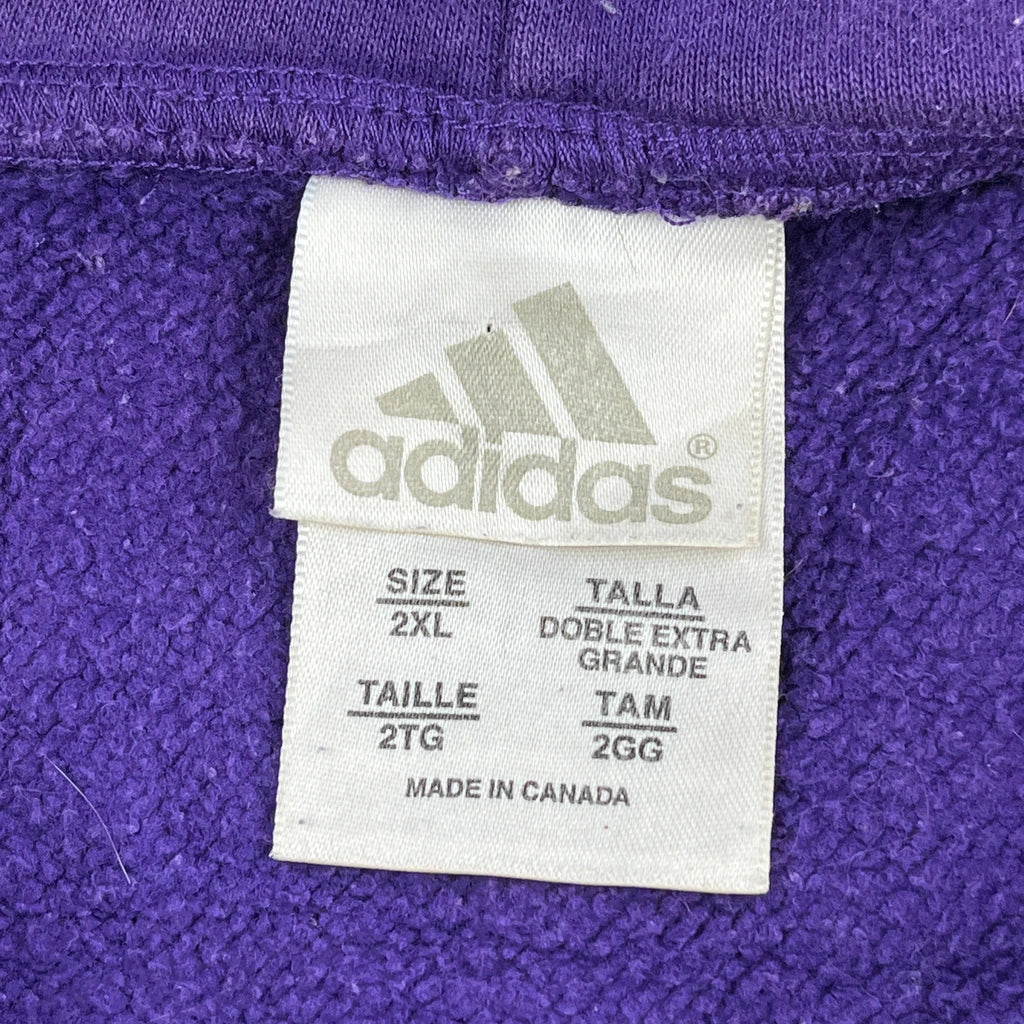 adidas®
SIZE
2XL
TALLA
DOBLE EXTRA
GRANDE
TAILLE
2TG
TAM
2GG
MADE IN CANADA